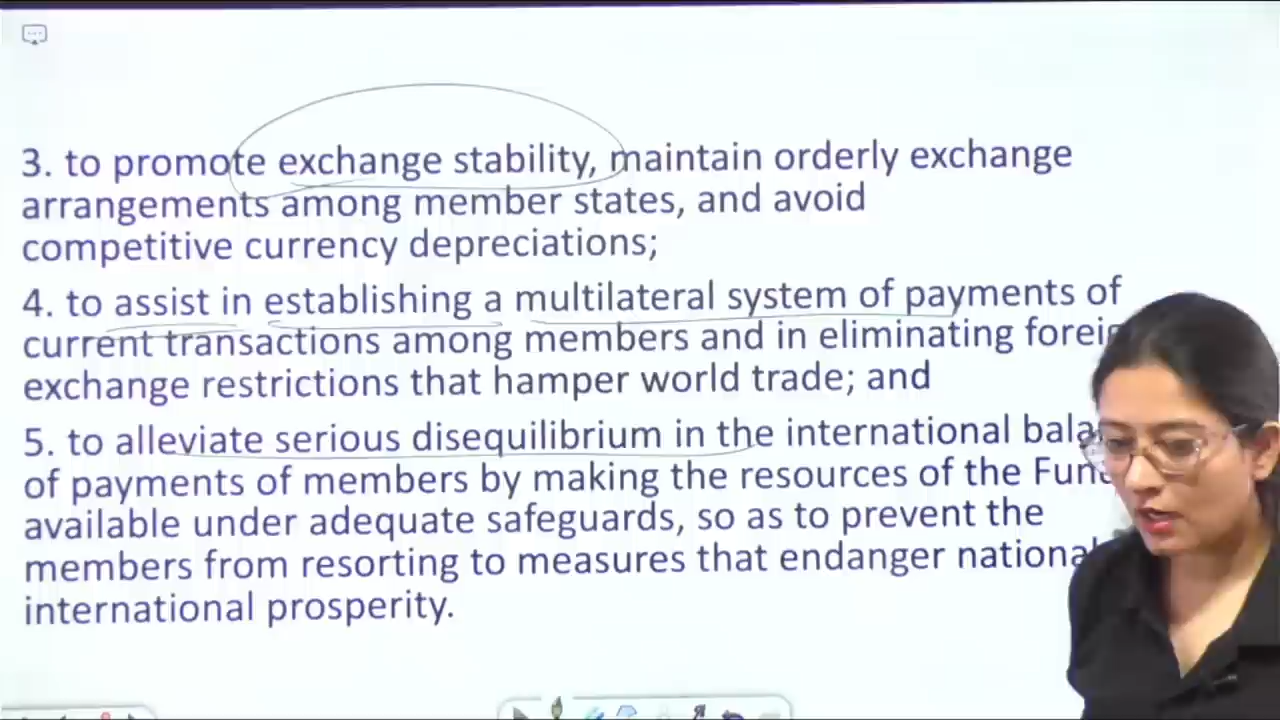 3. to promote exchange stability, maintain orderly exchange
arrangements among member states, and avoid
competitive currency depreciations;
4. to assist in establishing a multilateral system of payments of
current transactions among members and in eliminating
exchange restrictions that hamper world trade; and
5. to alleviate serious disequilibrium in the international
of payments of members by making the resources of the
available under adequate safeguards, so as to prevent the
members from resorting to measures that endanger national
international prosperity.